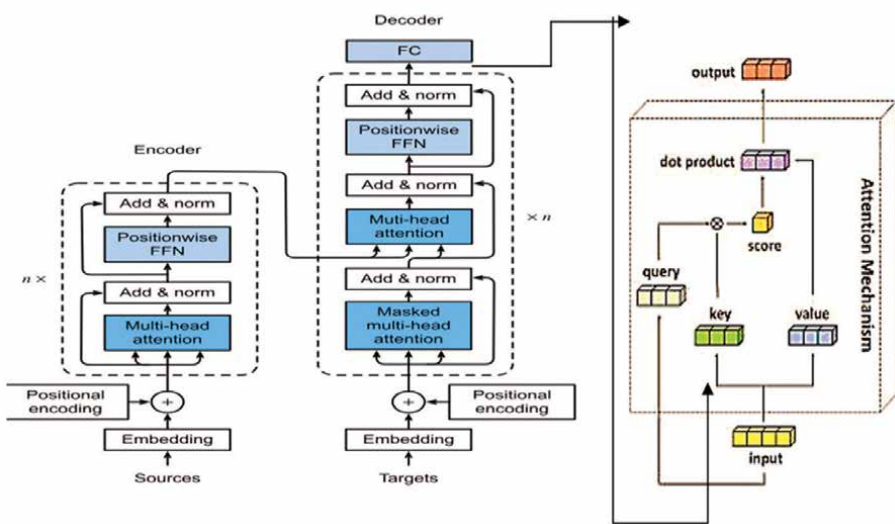 Decoder
FC
Add & norm
Positionwise
FFN
Add & norm
Muti-head
attention
× n
Add & norm
Masked
multi-head
attention
Positional
encoding
+
Embedding
Targets
Encoder
Add & norm
Positionwise
FFN
n ×
Add & norm
Multi-head
attention
Positional
encoding
+
Embedding
Sources
output
dot product
score
query
key
value
input
Attention Mechanism